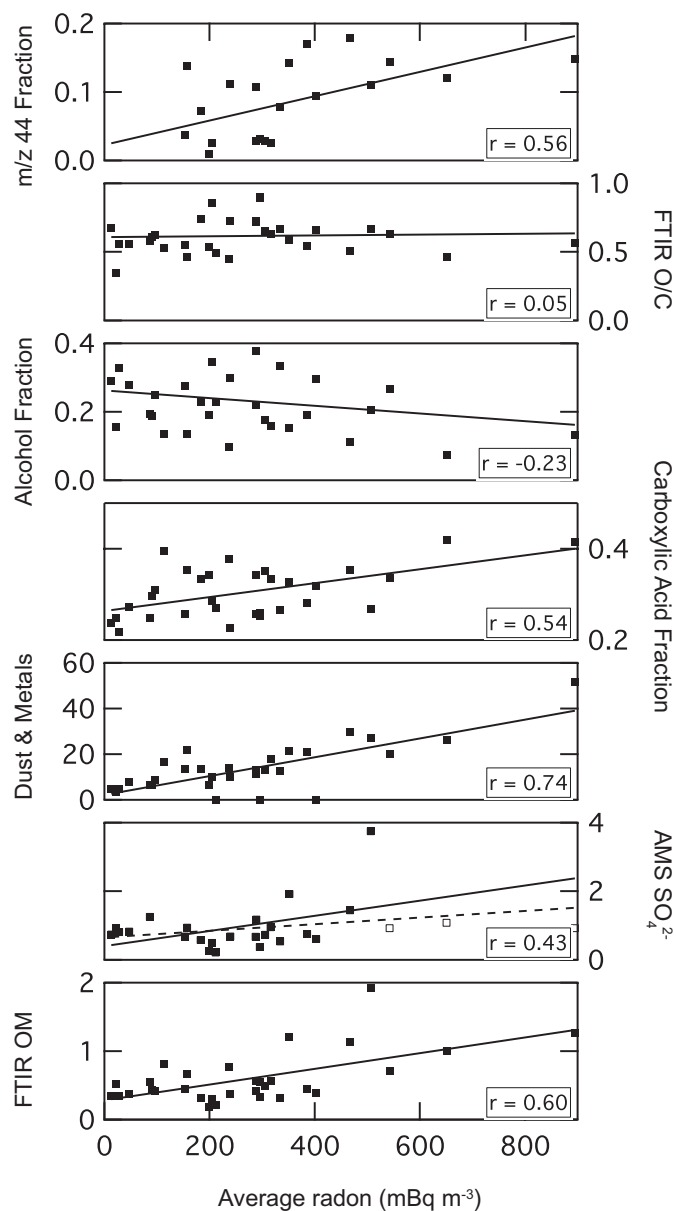 0.2
0.1
0.0
m/z 44 Fraction
r = 0.56
1.0
0.5
0.0
FTIR O/C
r = 0.05
0.4
0.2
0.0
Alcohol Fraction
r = -0.23
0.4
0.2
Carboxylic Acid Fraction
r = 0.54
60
40
20
0
Dust & Metals
r = 0.74
4
2
0
AMS SO₄²⁻
r = 0.43
2
1
0
FTIR OM
r = 0.60
0 200 400 600 800
Average radon (mBq m⁻³)